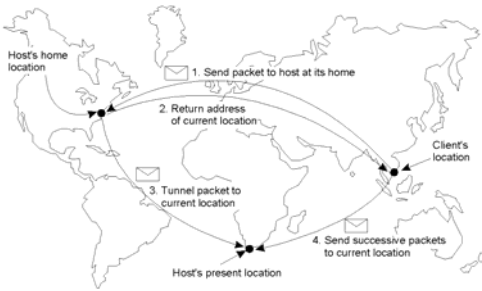 Host's home
location
1. Send packet to host at its home
2. Return address
of current location
Client's
location
3. Tunnel packet to
current location
4. Send successive packets
to current location
Host's present location